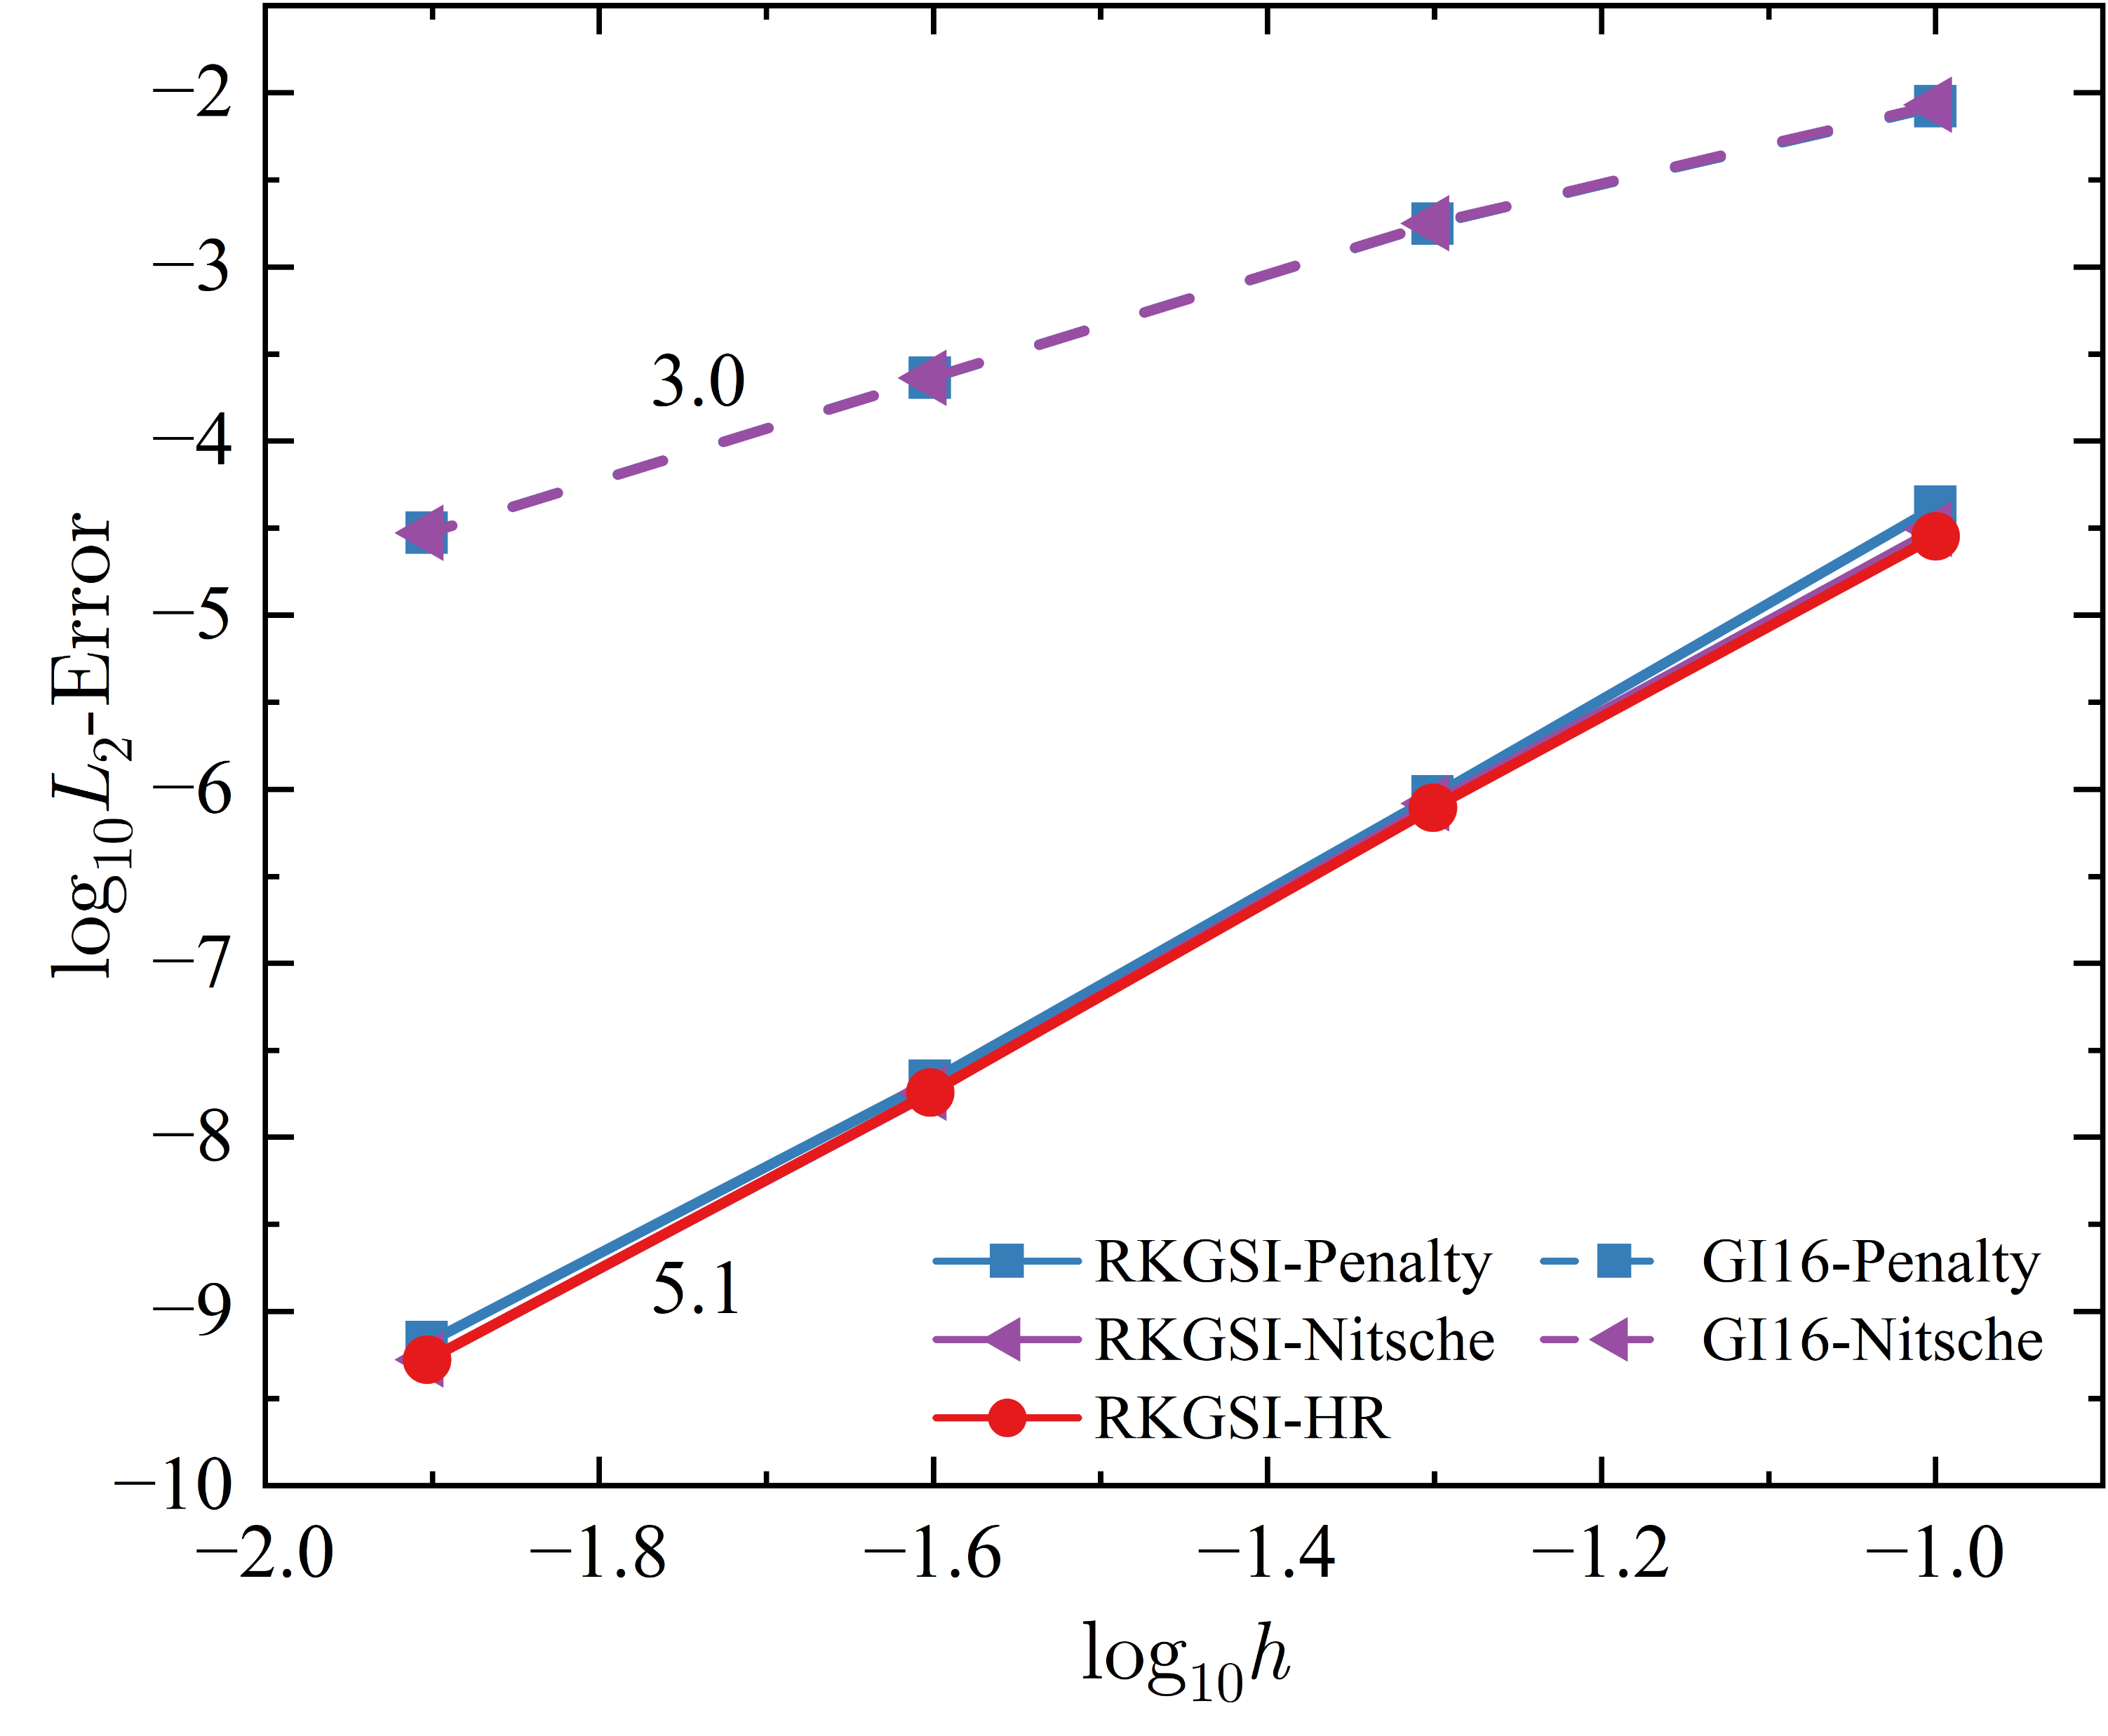 −2
−3
−4
−5
−6
−7
−8
−9
−10
log₁₀L₂-Error
3.0
5.1
RKGSI-Penalty
GI16-Penalty
RKGSI-Nitsche
GI16-Nitsche
RKGSI-HR
−2.0 −1.8 −1.6 −1.4 −1.2 −1.0
log₁₀h